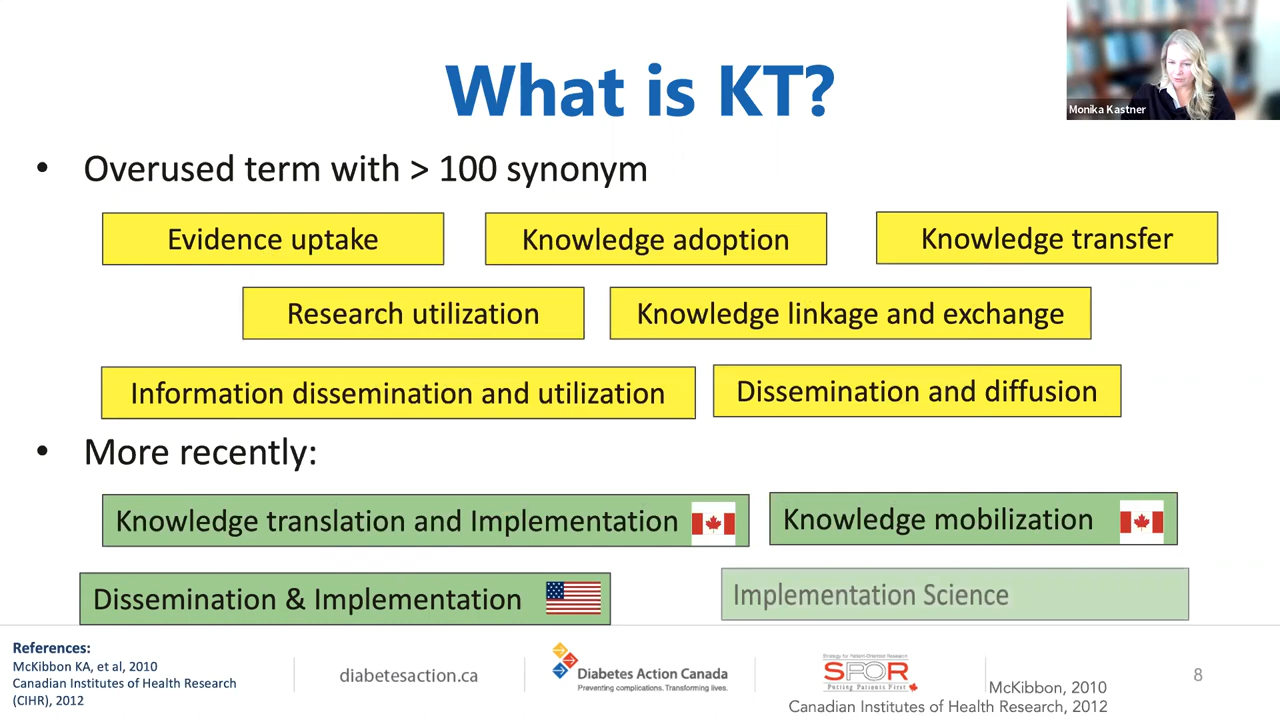 What is KT?
Monika Kastner
• Overused term with > 100 synonym
Evidence uptake
Knowledge adoption
Knowledge transfer
Research utilization
Knowledge linkage and exchange
Information dissemination and utilization
Dissemination and diffusion
• More recently:
Knowledge translation and Implementation
Knowledge mobilization
Dissemination & Implementation
Implementation Science
References:
McKibbon KA, et al, 2010
Canadian Institutes of Health Research
(CIHR), 2012
diabetesaction.ca
Diabetes Action Canada
Preventing complications. Transforming lives.
Strategy for Patient-Oriented Research
SPOR
Putting Patients First
McKibbon, 2010
Canadian Institutes of Health Research, 2012
8